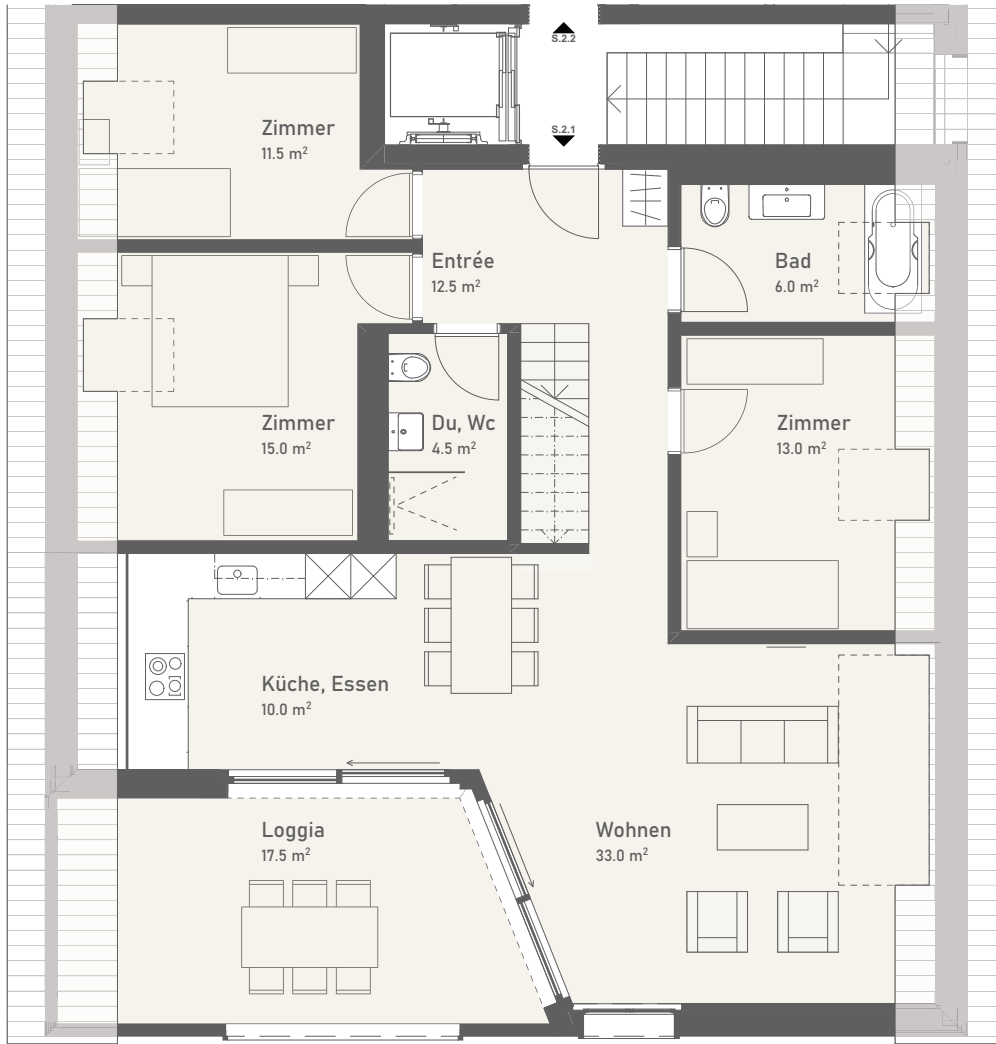 S.2.2
S.2.1
Zimmer
11.5 m²
Entrée
12.5 m²
Bad
6.0 m²
Zimmer
15.0 m²
Du, Wc
4.5 m²
Zimmer
13.0 m²
Küche, Essen
10.0 m²
Loggia
17.5 m²
Wohnen
33.0 m²